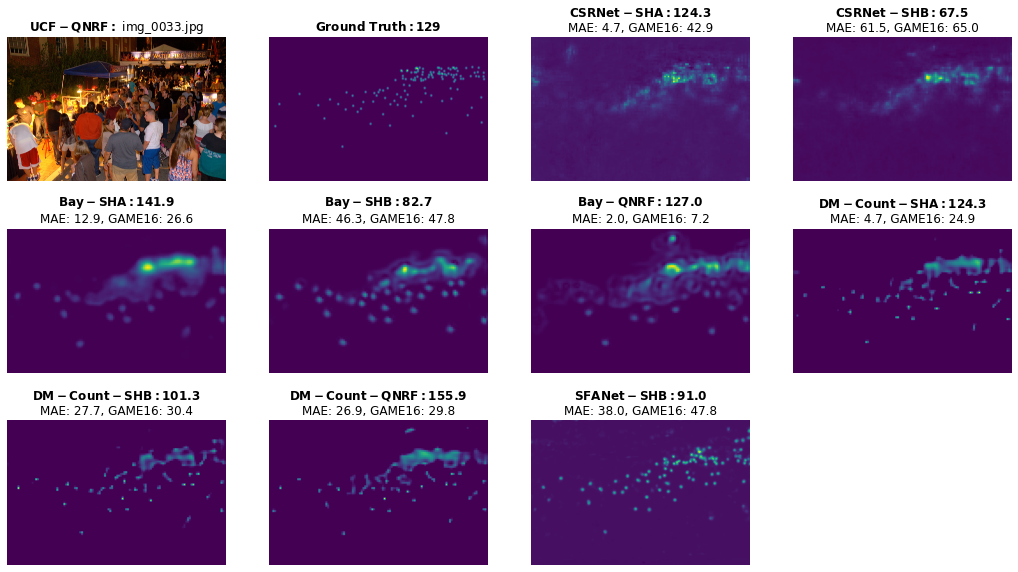 UCF − QNRF : img_0033.jpg
Ground Truth : 129
CSRNet − SHA : 124.3
MAE: 4.7, GAME16: 42.9
CSRNet − SHB : 67.5
MAE: 61.5, GAME16: 65.0
Bay − SHA : 141.9
MAE: 12.9, GAME16: 26.6
Bay − SHB : 82.7
MAE: 46.3, GAME16: 47.8
Bay − QNRF : 127.0
MAE: 2.0, GAME16: 7.2
DM − Count − SHA : 124.3
MAE: 4.7, GAME16: 24.9
DM − Count − SHB : 101.3
MAE: 27.7, GAME16: 30.4
DM − Count − QNRF : 155.9
MAE: 26.9, GAME16: 29.8
SFANet − SHB : 91.0
MAE: 38.0, GAME16: 47.8